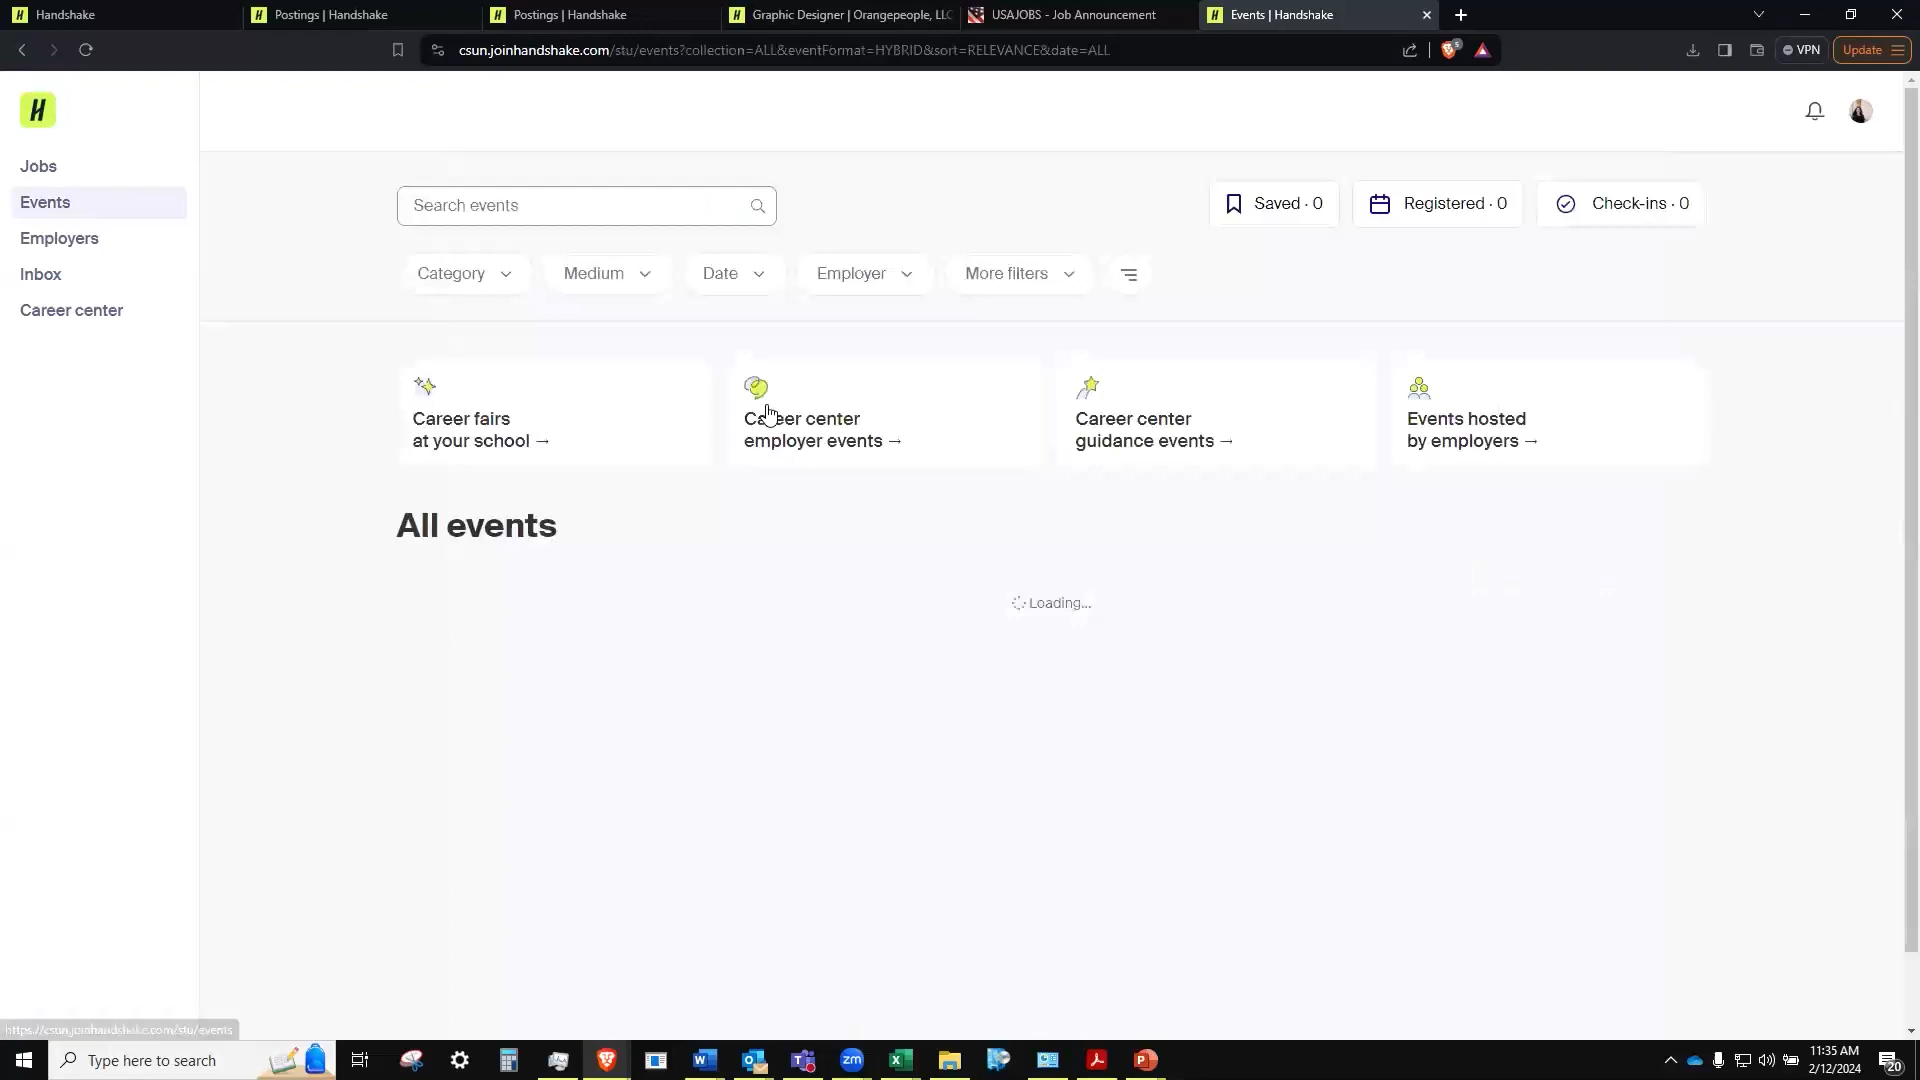 Handshake
Postings | Handshake
Postings | Handshake
Graphic Designer | Orangepeople, LLC
USAJOBS - Job Announcement
Events | Handshake
csun.joinhandshake.com/stu/events?collection=ALL&eventFormat=HYBRID&sort=RELEVANCE&date=ALL
5
VPN
Update
Jobs
Events
Employers
Inbox
Career center
Search events
Saved · 0
Registered · 0
Check-ins · 0
Category
Medium
Date
Employer
More filters
Career fairs
at your school →
Career center
employer events →
Career center
guidance events →
Events hosted
by employers →
All events
Loading...
https://csun.joinhandshake.com/stu/events
Type here to search
zm
11:35 AM
2/12/2024
20